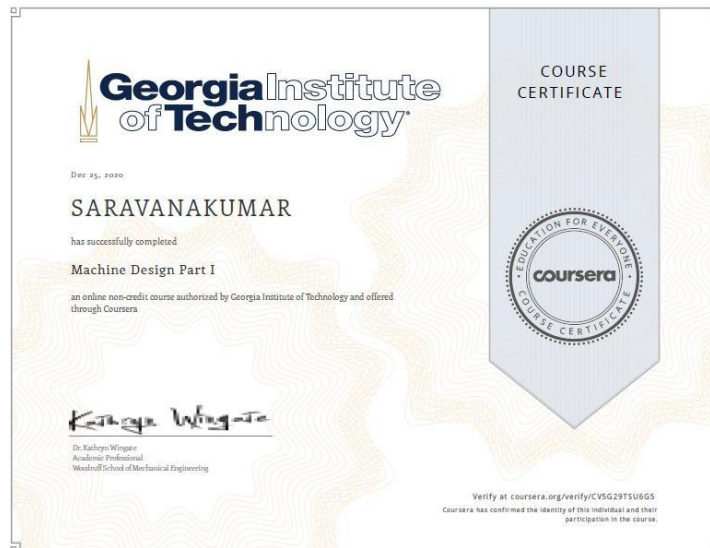 Georgia Institute
of Technology
COURSE
CERTIFICATE
Dec 25, 2020
SARAVANAKUMAR
has successfully completed
Machine Design Part I
an online non-credit course authorized by Georgia Institute of Technology and offered
through Coursera
EDUCATION FOR EVERYONE
coursera
COURSE CERTIFICATE
Kathryn Wingate
Dr. Kathryn Wingate
Academic Professional
Woodruff School of Mechanical Engineering
Verify at coursera.org/verify/CV5G29TSU6G5
Coursera has confirmed the identity of this individual and their
participation in the course.